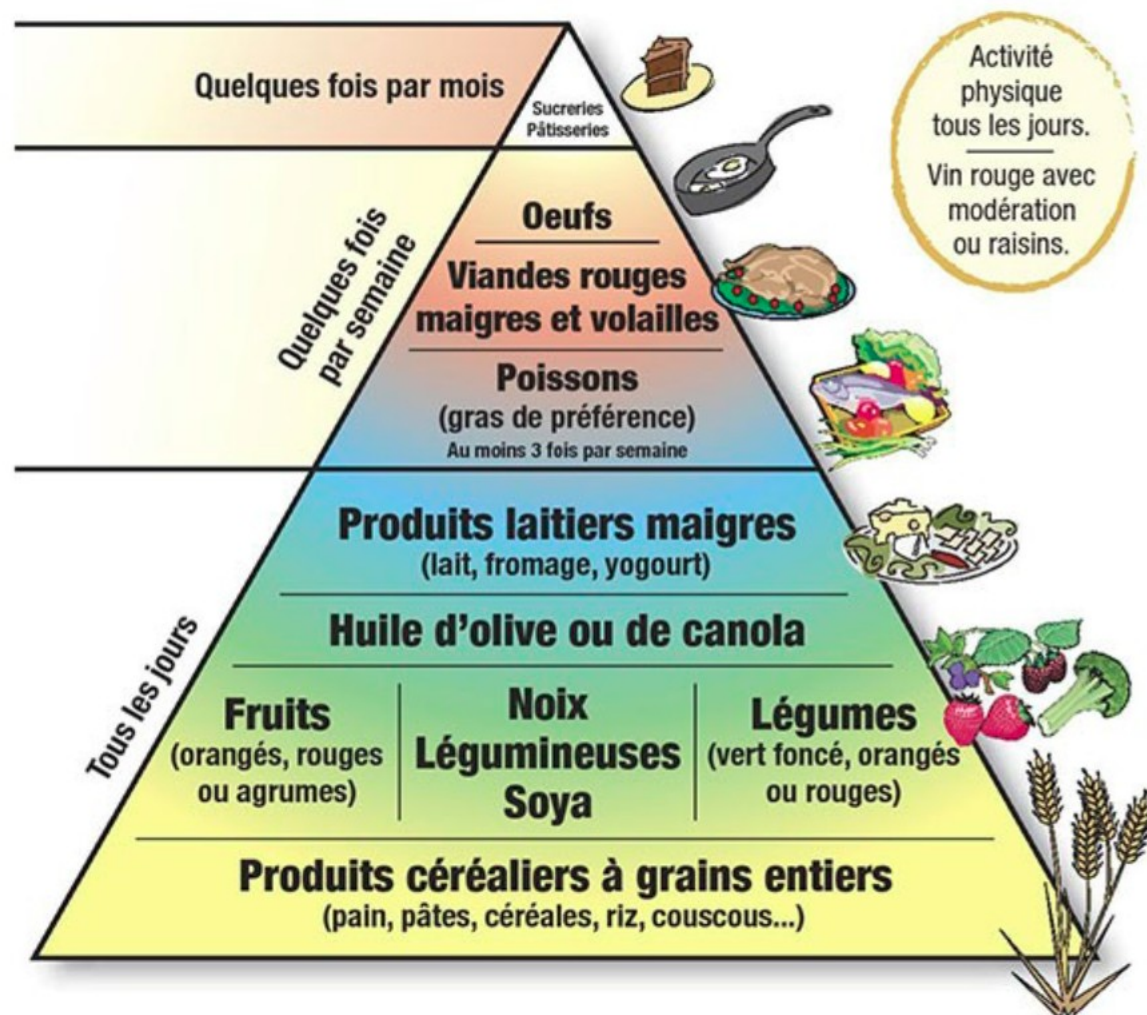 Quelques fois par mois
Sucreries
Pâtisseries
Activité
physique
tous les jours.
Vin rouge avec
modération
ou raisins.
Quelques fois
par semaine
Oeufs
Viandes rouges
maigres et volailles
Poissons
(gras de préférence)
Au moins 3 fois par semaine
Tous les jours
Produits laitiers maigres
(lait, fromage, yogourt)
Huile d’olive ou de canola
Fruits
(orangés, rouges
ou agrumes)
Noix
Légumineuses
Soya
Légumes
(vert foncé, orangés
ou rouges)
Produits céréaliers à grains entiers
(pain, pâtes, céréales, riz, couscous...)